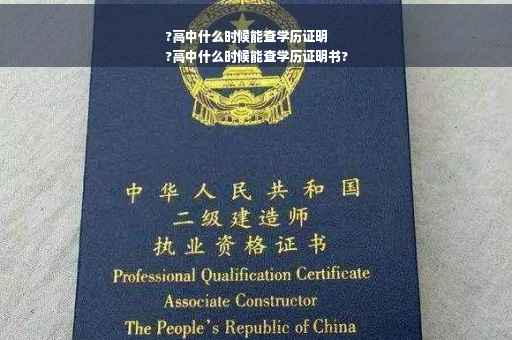 ?高中什么时候能查学历证明
?高中什么时候能查学历证明书?
中华人民共和国
二级建造师
执业资格证书
Professional Qualification Certificate
Associate Constructor
The People's Republic of China